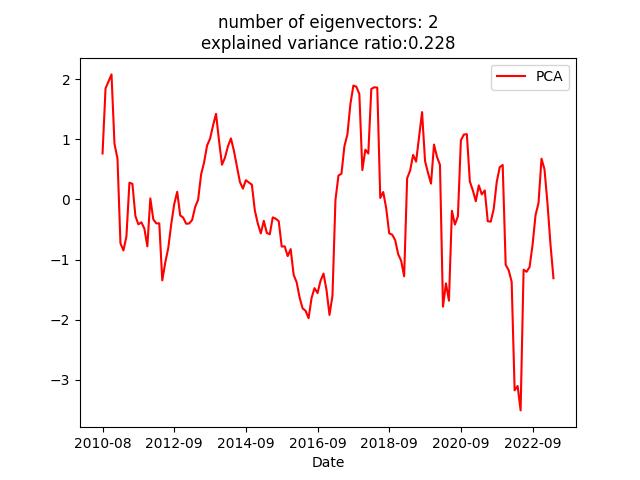 number of eigenvectors: 2
explained variance ratio:0.228
PCA
2
1
0
−1
−2
−3
2010-08 2012-09 2014-09 2016-09 2018-09 2020-09 2022-09
Date